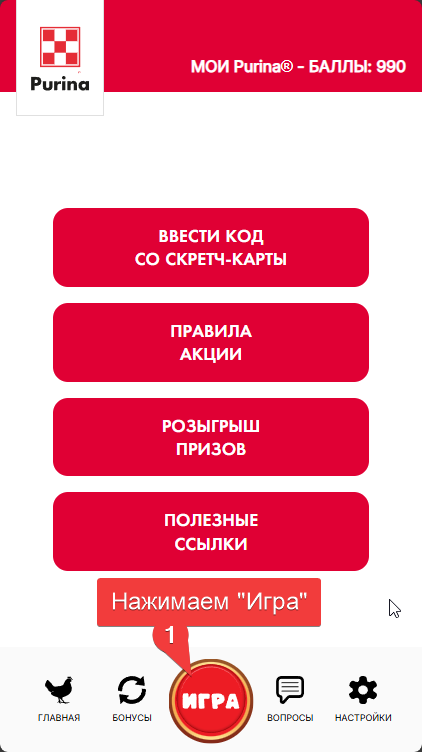 Purina
МОИ Purina® - БАЛЛЫ: 990
ВВЕСТИ КОД
СО СКРЕТЧ-КАРТЫ
ПРАВИЛА
АКЦИИ
РОЗЫГРЫШ
ПРИЗОВ
ПОЛЕЗНЫЕ
ССЫЛКИ
Нажимаем "Игра"
1
ИГРА
ГЛАВНАЯ
БОНУСЫ
ВОПРОСЫ
НАСТРОЙКИ